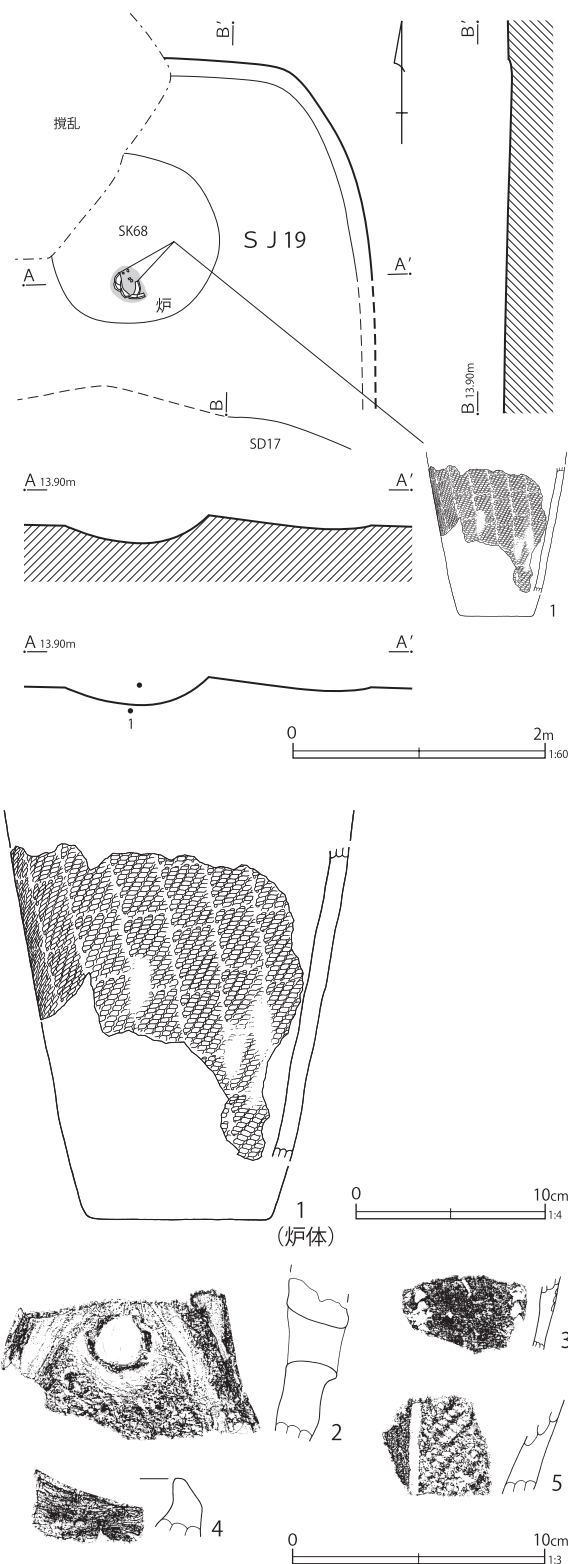 B′
B′
撹乱
SK68
ＳＪ19
A
A′
炉
B
B 13.90m
SD17
A 13.90m
A′
1
A 13.90m
A′
1
0
2m
1:60
0
10cm
1:4
1
（炉体）
2
3
4
5
0
10cm
1:3